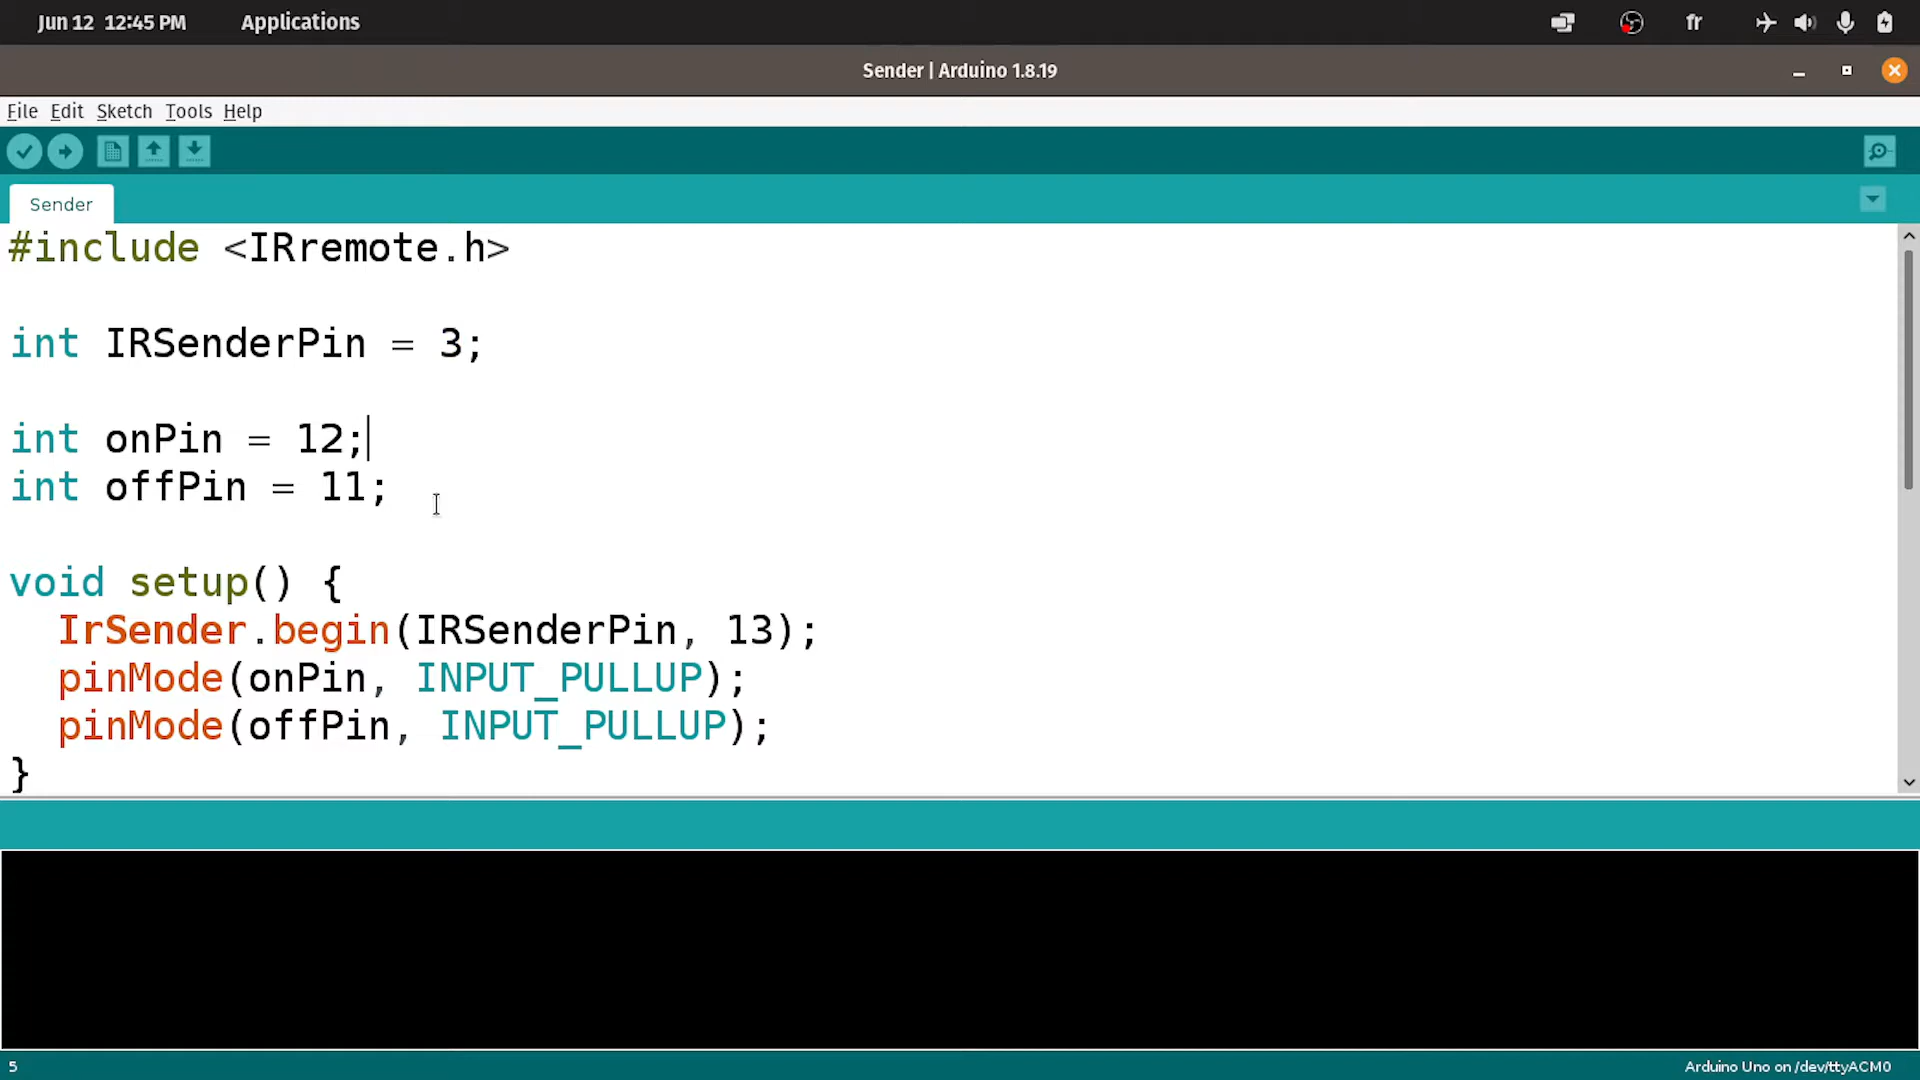 Jun 12 12:45 PM Applications fr
Sender | Arduino 1.8.19
File Edit Sketch Tools Help
Sender
#include <IRremote.h>
int IRSenderPin = 3;
int onPin = 12;
int offPin = 11;
void setup() {
IrSender.begin(IRSenderPin, 13);
pinMode(onPin, INPUT_PULLUP);
pinMode(offPin, INPUT_PULLUP);
}
5 Arduino Uno on /dev/ttyACM0